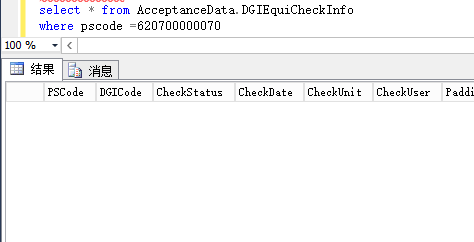 select * from AcceptanceData.DGIEquiCheckInfo
where pscode =620700000070
100 %
结果 消息
PSCode DGICode CheckStatus CheckDate CheckUnit CheckUser Paddi